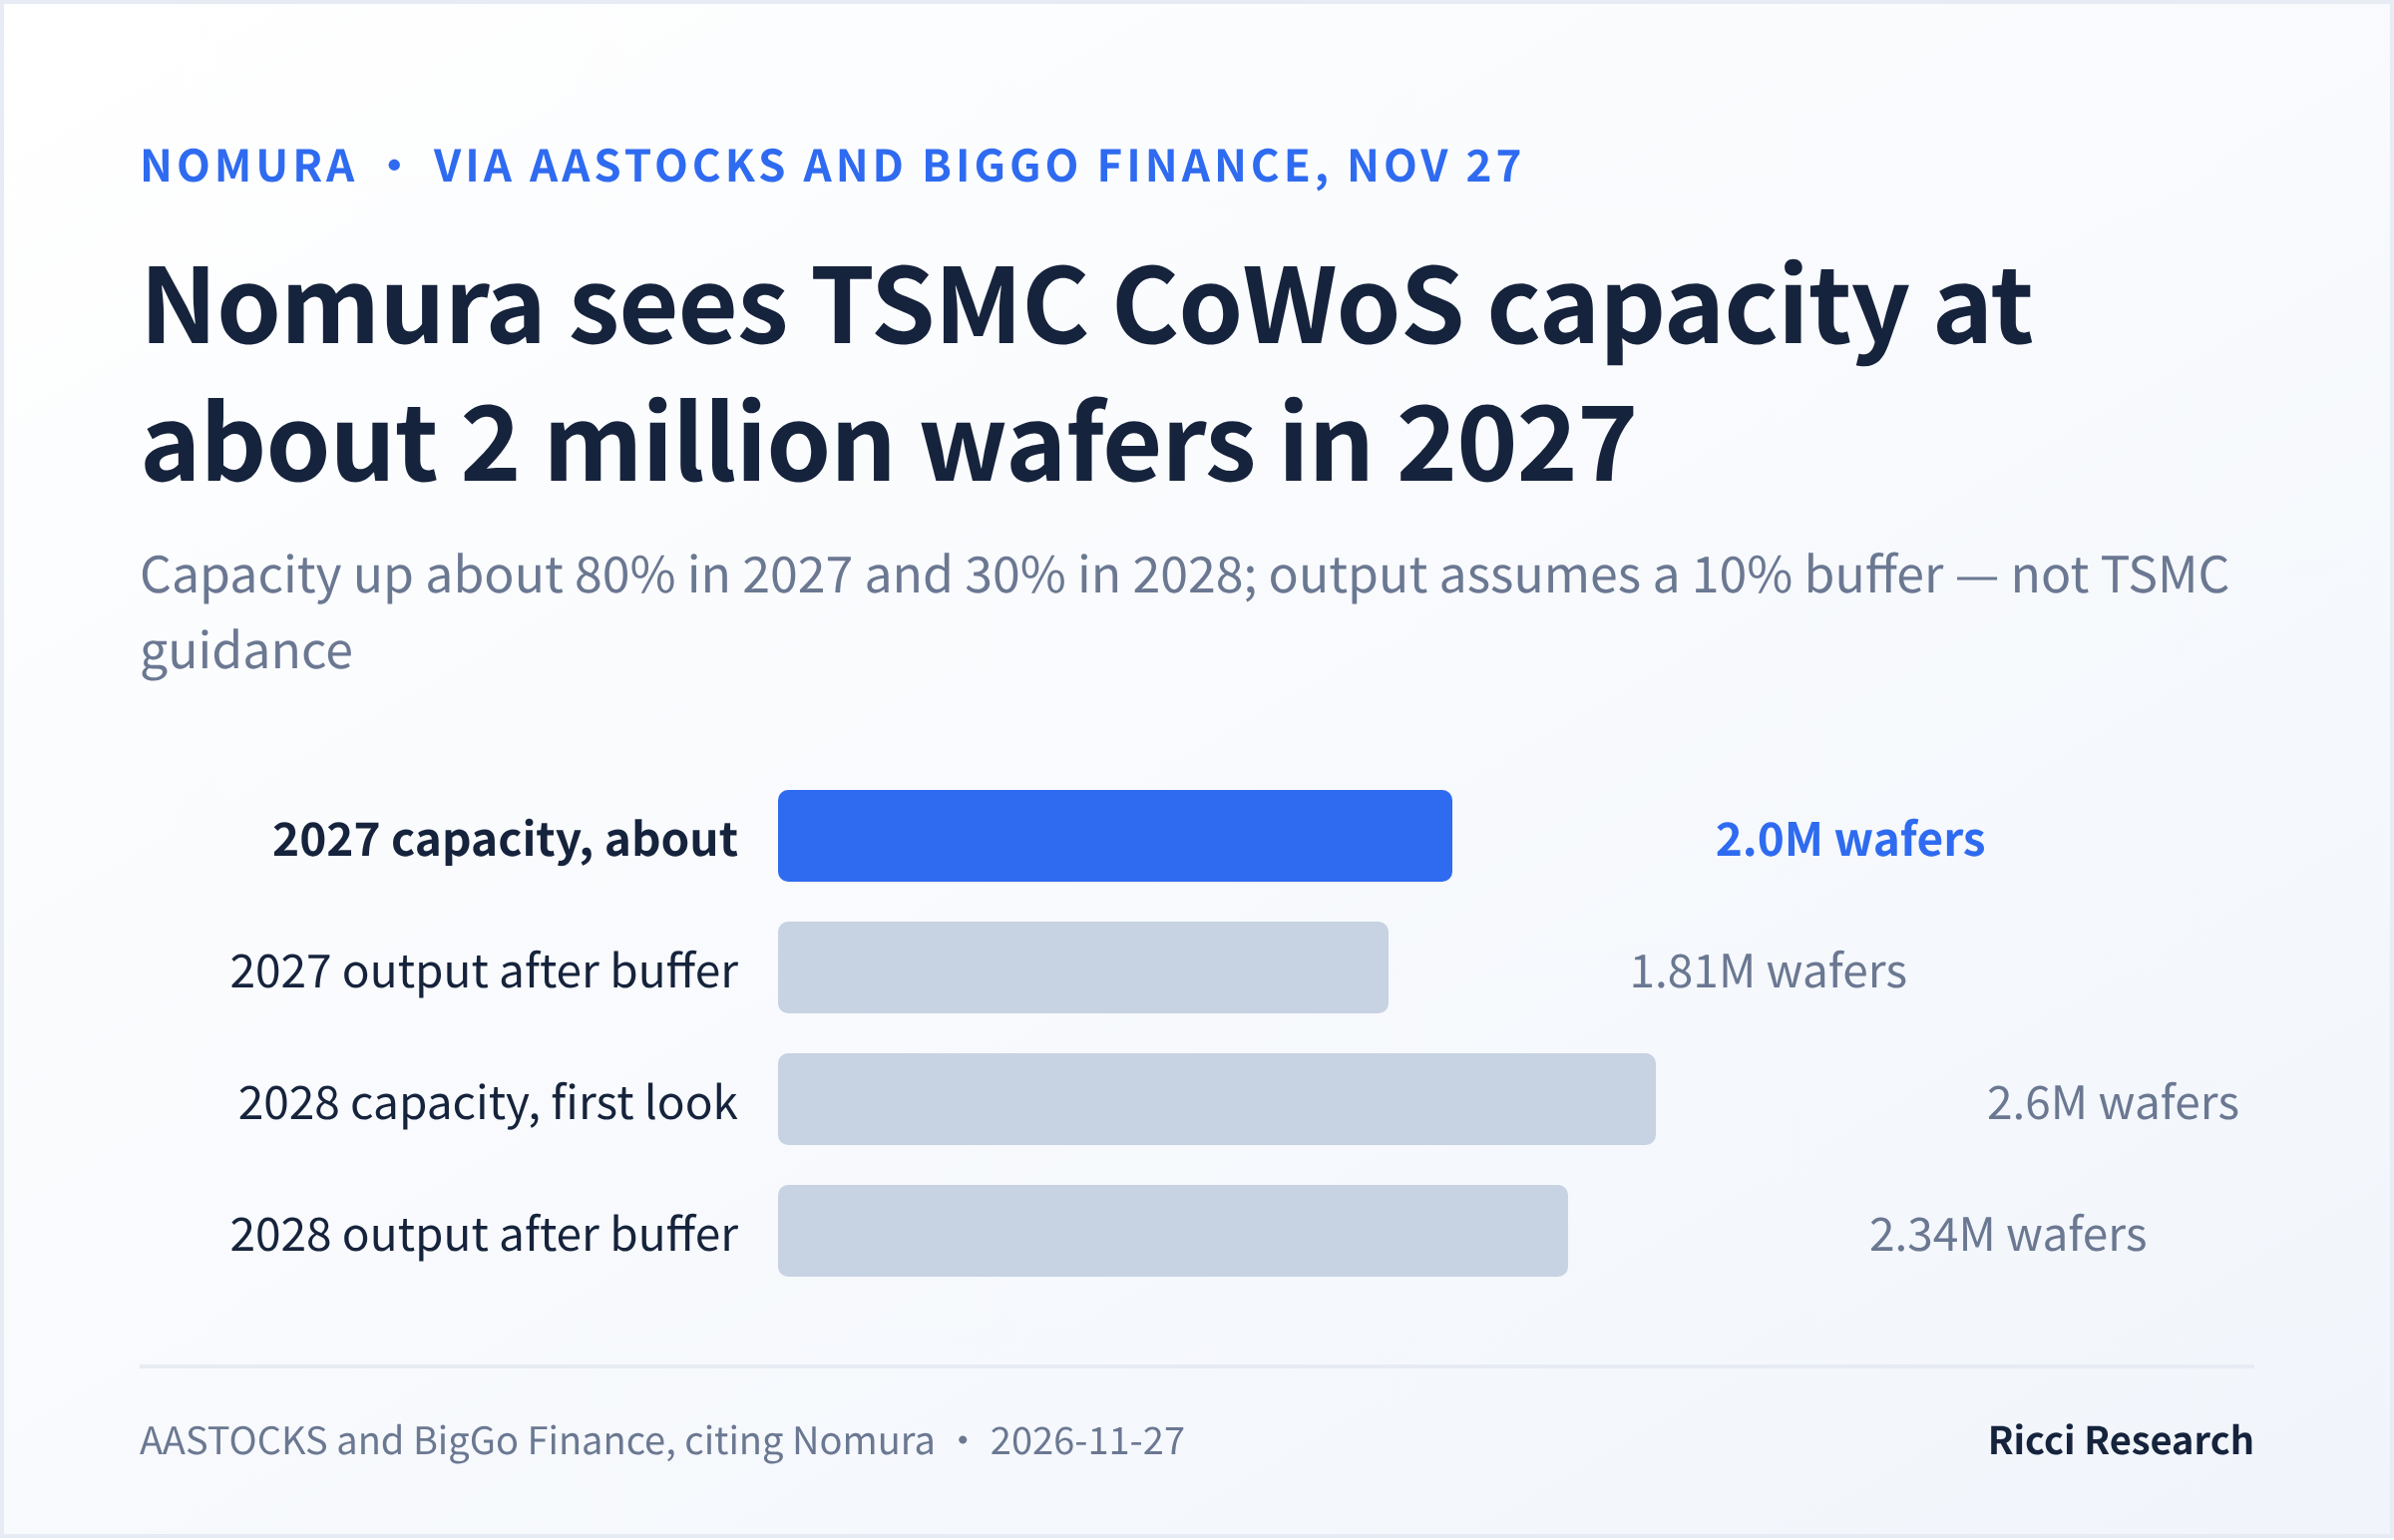 NOMURA • VIA AASTOCKS AND BIGGO FINANCE, NOV 27
Nomura sees TSMC CoWoS capacity at
about 2 million wafers in 2027
Capacity up about 80% in 2027 and 30% in 2028; output assumes a 10% buffer — not TSMC
guidance
2027 capacity, about 2.0M wafers
2027 output after buffer 1.81M wafers
2028 capacity, first look 2.6M wafers
2028 output after buffer 2.34M wafers
AASTOCKS and BigGo Finance, citing Nomura • 2026-11-27 Ricci Research